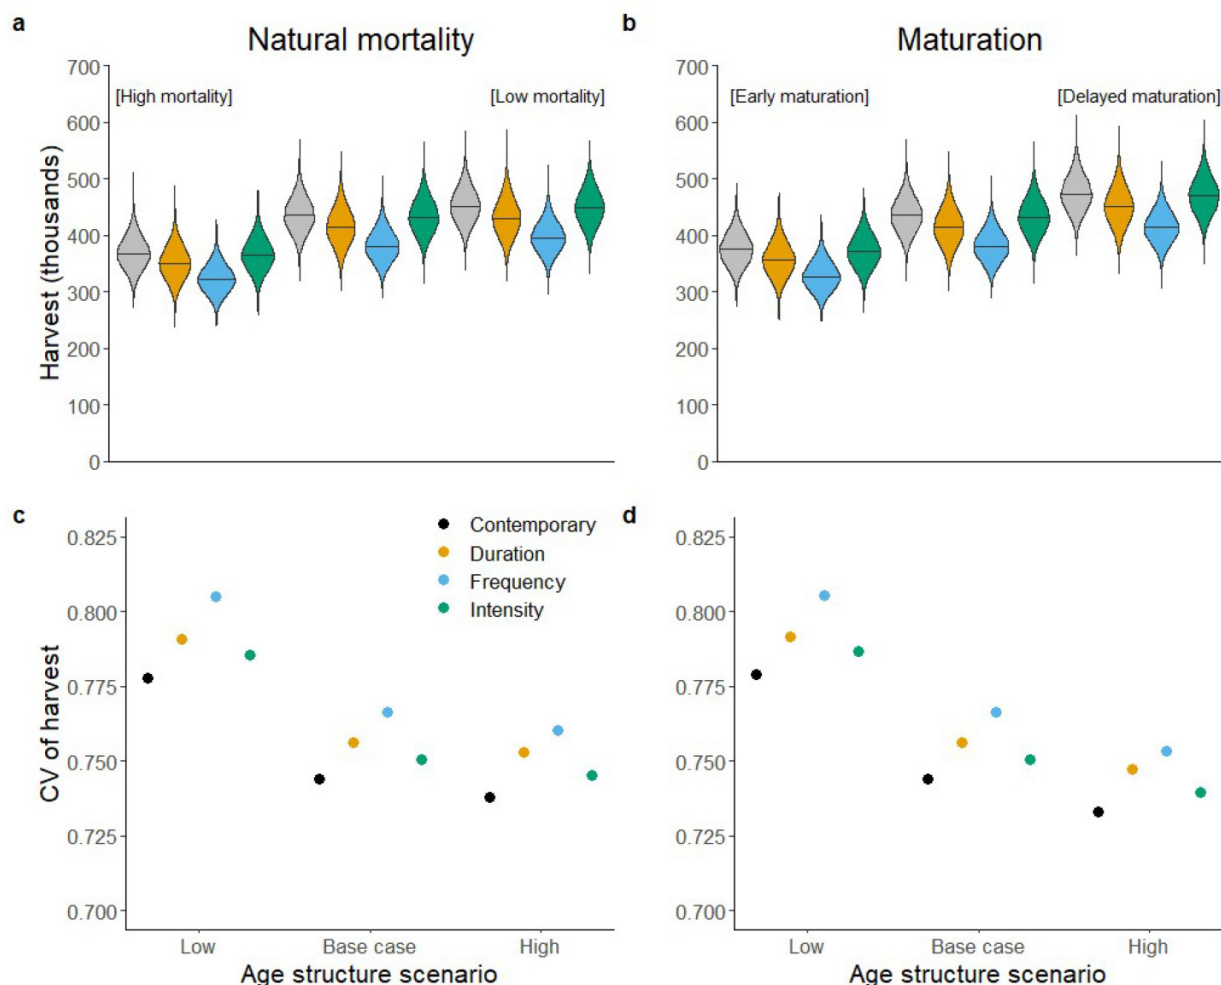 a
Natural mortality
b
Maturation
700
600
500
400
300
200
100
0
Harvest (thousands)
[High mortality]
[Low mortality]
700
600
500
400
300
200
100
0
[Early maturation]
[Delayed maturation]
c
0.825
0.800
0.775
0.750
0.725
0.700
CV of harvest
Contemporary
Duration
Frequency
Intensity
Low
Base case
High
Age structure scenario
d
0.825
0.800
0.775
0.750
0.725
0.700
Low
Base case
High
Age structure scenario